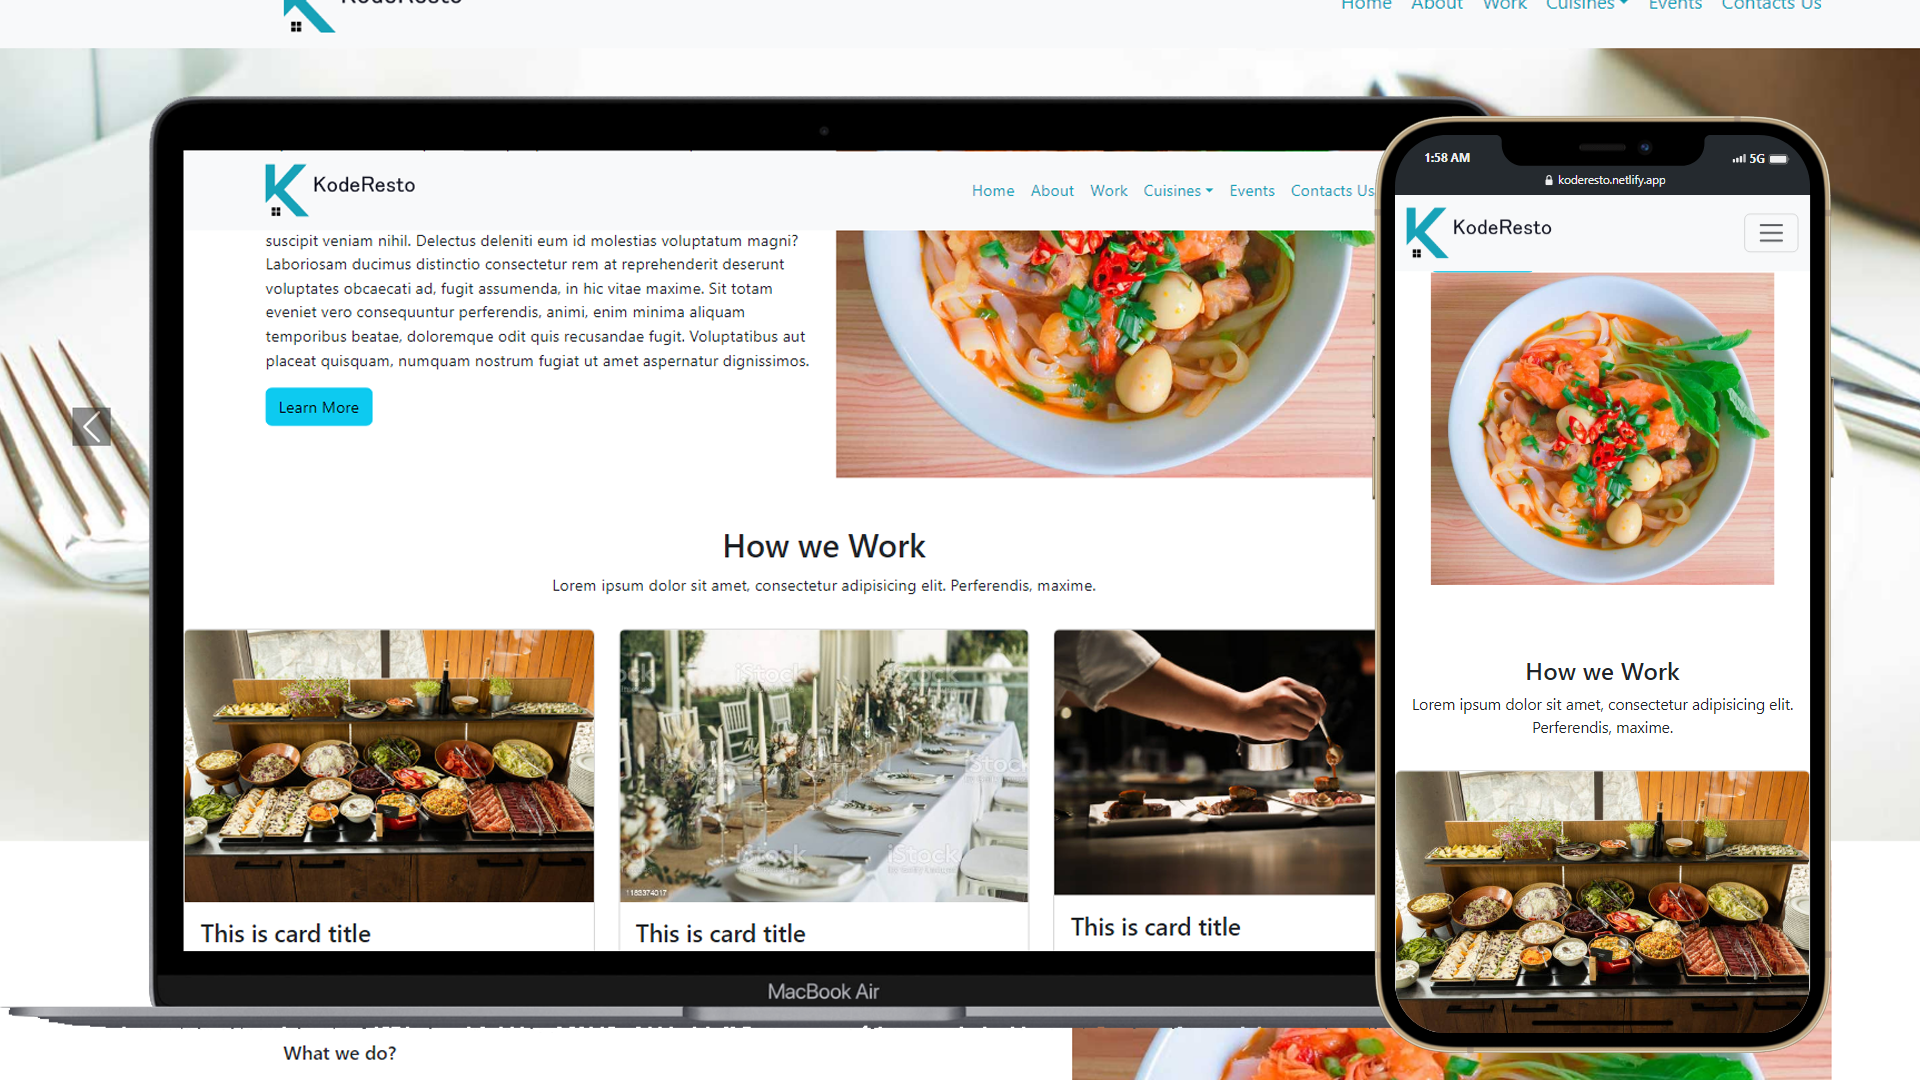 KodeResto
Home About Work Cuisines Events Contacts Us
KodeResto
Home About Work Cuisines Events Contacts Us
suscipit veniam nihil. Delectus deleniti eum id molestias voluptatum magni?
Laboriosam ducimus distinctio consectetur rem at reprehenderit deserunt
voluptates obcaecati ad, fugit assumenda, in hic vitae maxime. Sit totam
eveniet vero consequuntur perferendis, animi, enim minima aliquam
temporibus beatae, doloremque odit quis recusandae fugit. Voluptatibus aut
placeat quisquam, numquam nostrum fugiat ut amet aspernatur dignissimos.
Learn More
How we Work
Lorem ipsum dolor sit amet, consectetur adipisicing elit. Perferendis, maxime.
iStock
iStock
iStock
1183374317
This is card title
This is card title
This is card title
MacBook Air
1:58 AM
5G
koderesto.netlify.app
KodeResto
How we Work
Lorem ipsum dolor sit amet, consectetur adipisicing elit.
Perferendis, maxime.
What we do?